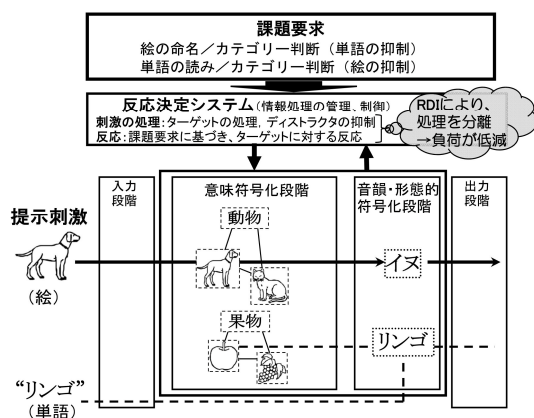 課題要求
絵の命名／カテゴリー判断（単語の抑制）
単語の読み／カテゴリー判断（絵の抑制）
反応決定システム(情報処理の管理、制御)
刺激の処理：ターゲットの処理，ディストラクタの抑制
反応：課題要求に基づき、ターゲットに対する反応
RDIにより、
処理を分離
→負荷が低減
入力
段階
意味符号化段階
音韻・形態的
符号化段階
出力
段階
提示刺激
動物
イヌ
（絵）
果物
リンゴ
“リンゴ”
（単語）